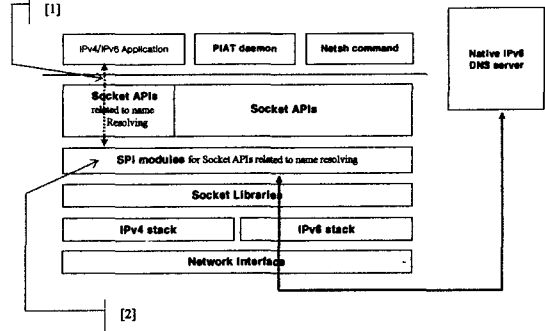 [1]
IPv4/IPv6 Application
PIAT daemon
Netsh command
Native IPv6
DNS server
Socket APIs
related to name
Resolving
Socket APIs
SPI modules for Socket APIs related to name resolving
Socket Libraries
IPv4 stack
IPv6 stack
Network Interface
[2]